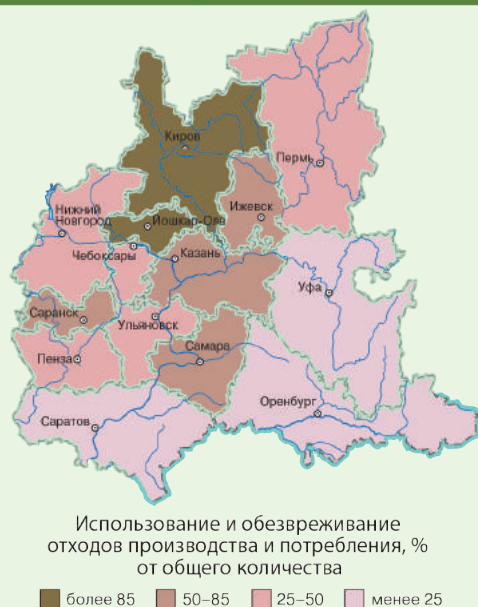 Киров
Пермь
Ижевск
Нижний
Новгород
Йошкар-Ола
Чебоксары
Казань
Уфа
Саранск
Ульяновск
Самара
Пенза
Оренбург
Саратов
Использование и обезвреживание
отходов производства и потребления, %
от общего количества
более 85 50–85 25–50 менее 25